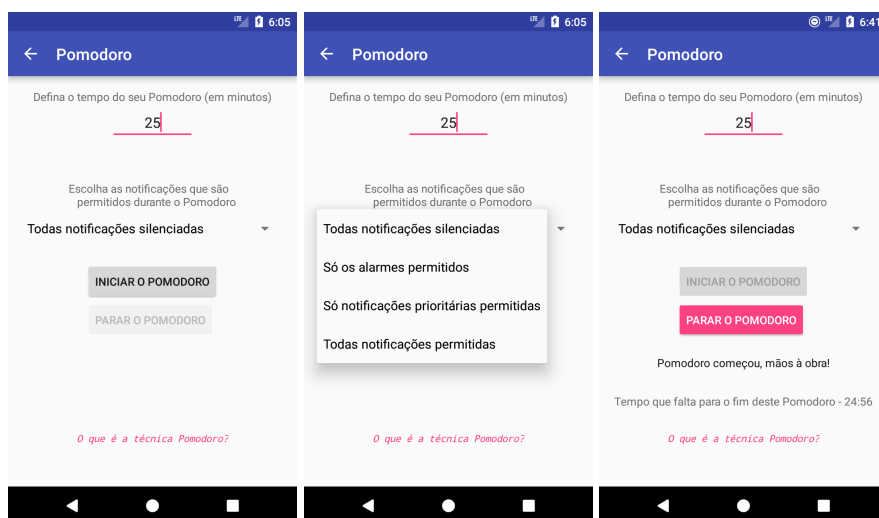 LTE 6:05
Pomodoro
Defina o tempo do seu Pomodoro (em minutos)
25
Escolha as notificações que são
permitidos durante o Pomodoro
Todas notificações silenciadas
INICIAR O POMODORO
PARAR O POMODORO
O que é a técnica Pomodoro?
LTE 6:05
Pomodoro
Defina o tempo do seu Pomodoro (em minutos)
25
Escolha as notificações que são
permitidos durante o Pomodoro
Todas notificações silenciadas
Só os alarmes permitidos
Só notificações prioritárias permitidas
Todas notificações permitidas
O que é a técnica Pomodoro?
LTE 6:41
Pomodoro
Defina o tempo do seu Pomodoro (em minutos)
25
Escolha as notificações que são
permitidos durante o Pomodoro
Todas notificações silenciadas
INICIAR O POMODORO
PARAR O POMODORO
Pomodoro começou, mãos à obra!
Tempo que falta para o fim deste Pomodoro - 24:56
O que é a técnica Pomodoro?